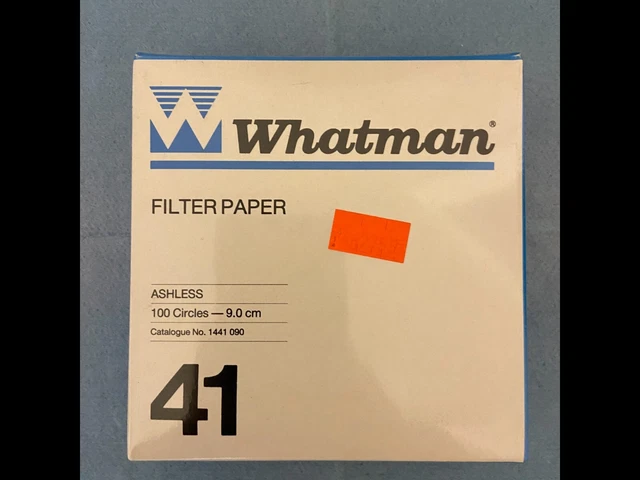 Whatman®
FILTER PAPER
ASHLESS
100 Circles — 9.0 cm
Catalogue No. 1441 090
41